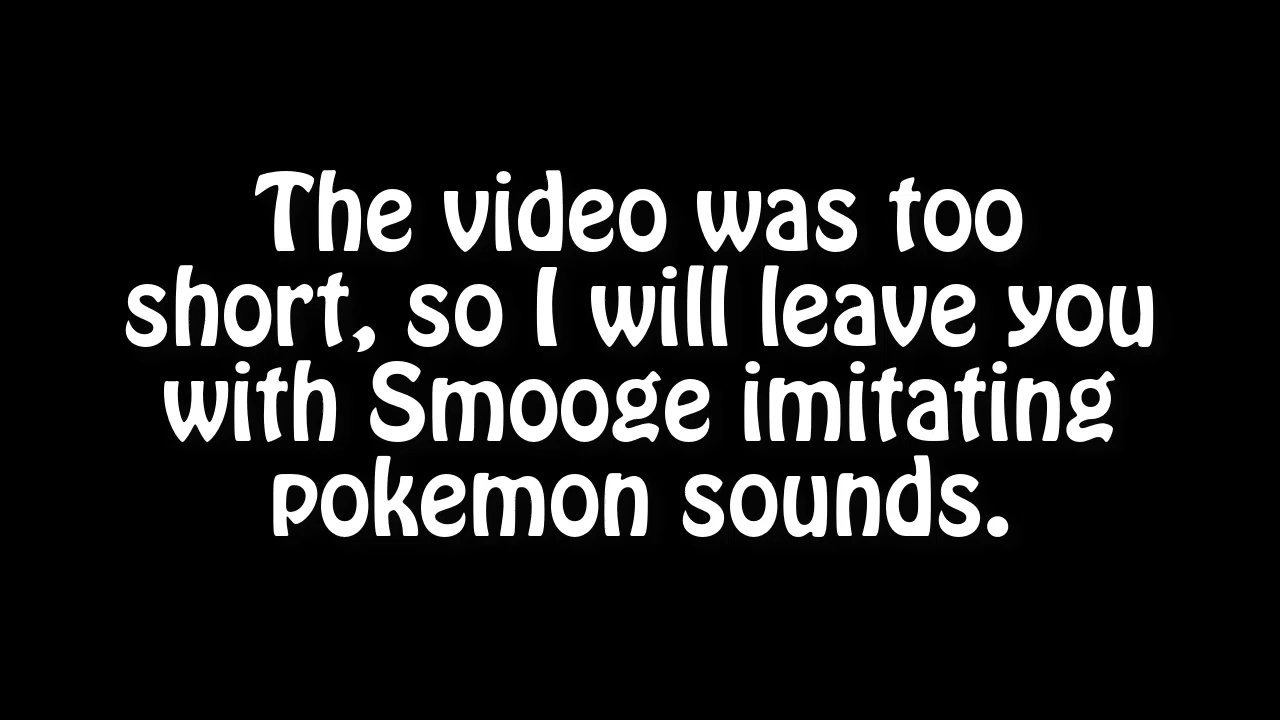 The video was too
short, so I will leave you
with Smooge imitating
pokemon sounds.